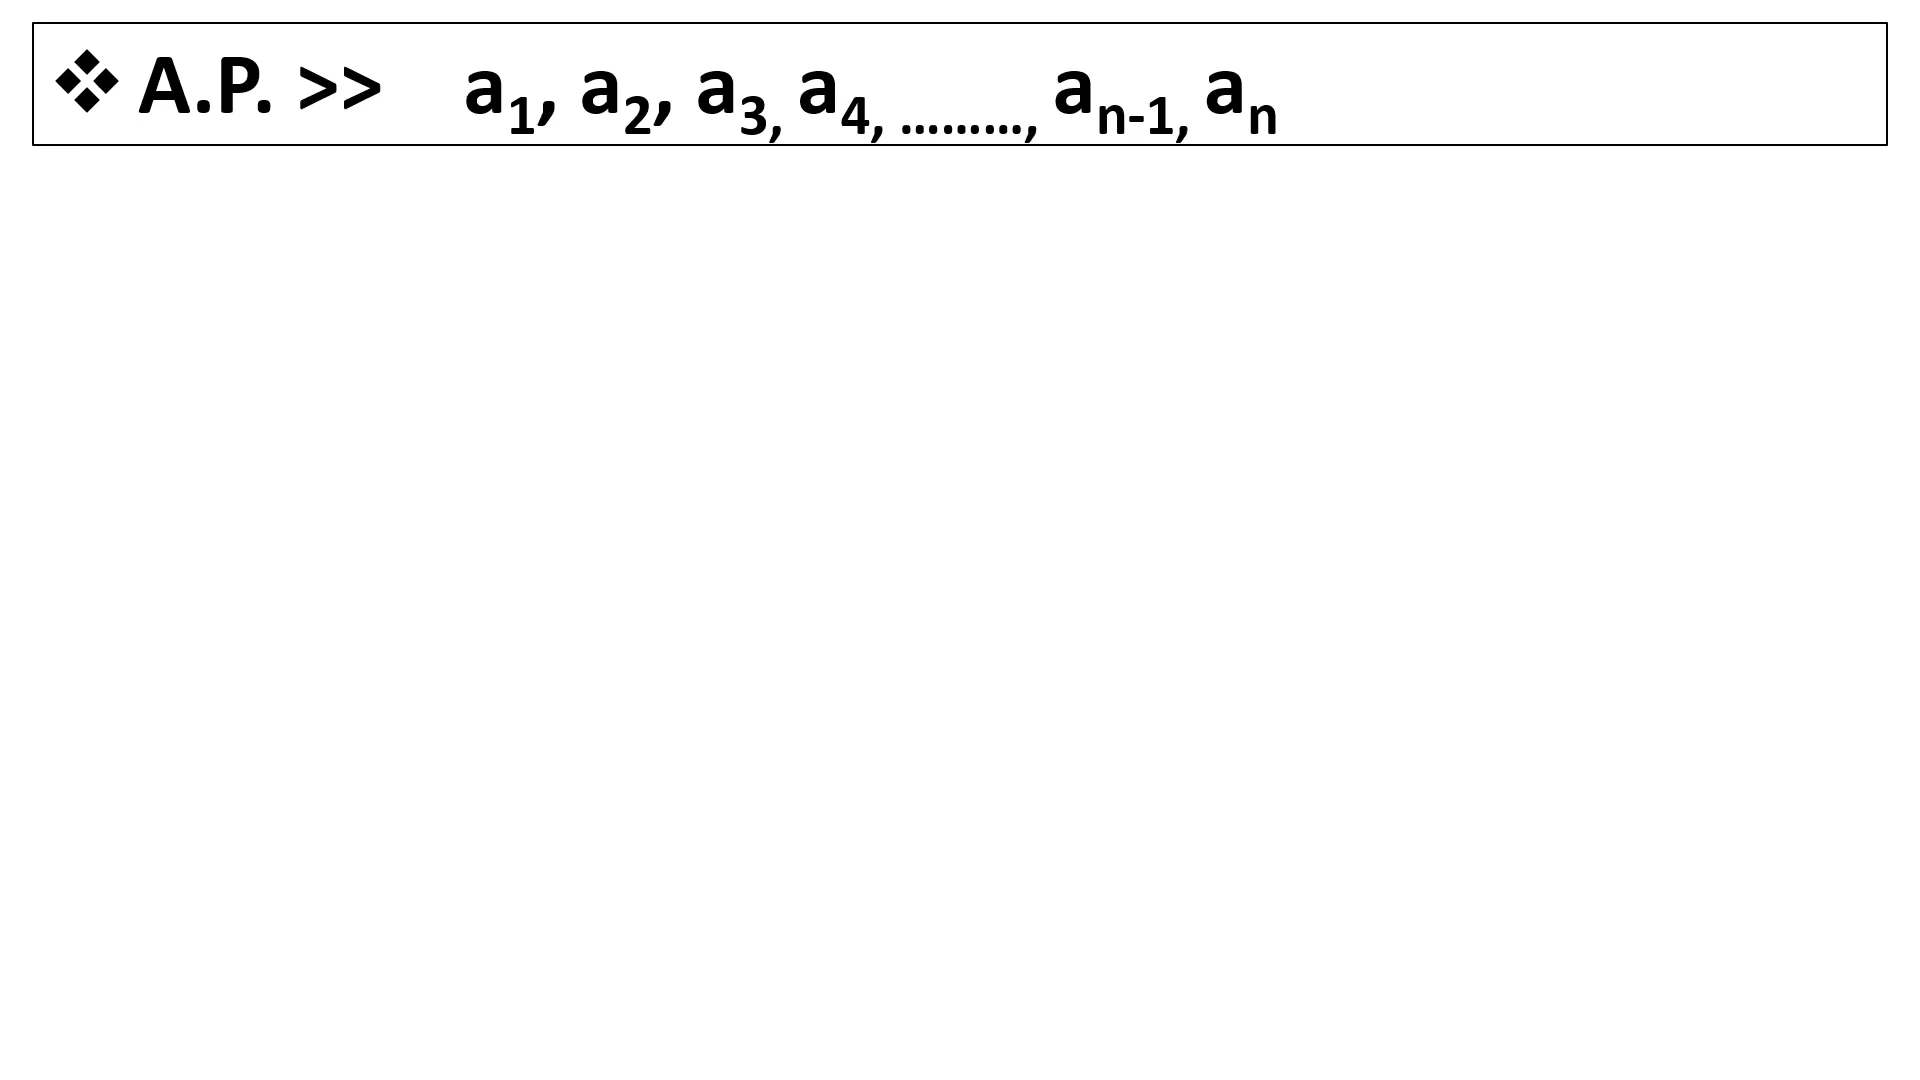 ❖ A.P. >> a₁, a₂, a₃, a₄, ………, aₙ₋₁, aₙ